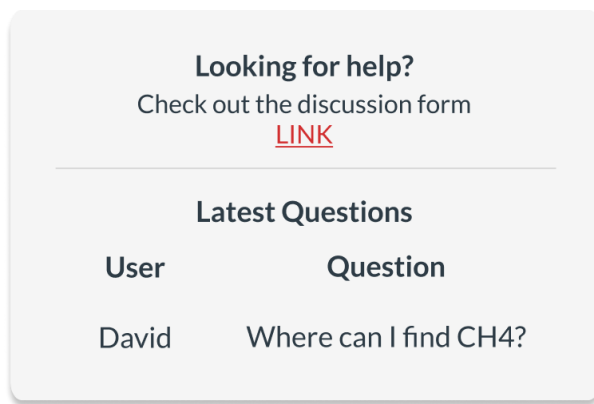 Looking for help?
Check out the discussion form
LINK
Latest Questions
User Question
David Where can I find CH4?